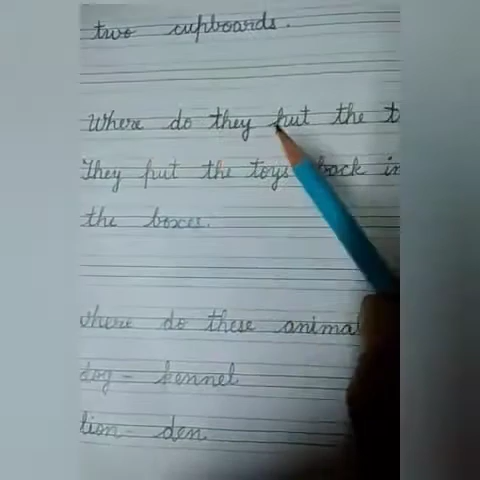 two cupboards.
Where do they put the t
They put the toys back in
the boxes.
where do these animal
dog - kennel
lion - den